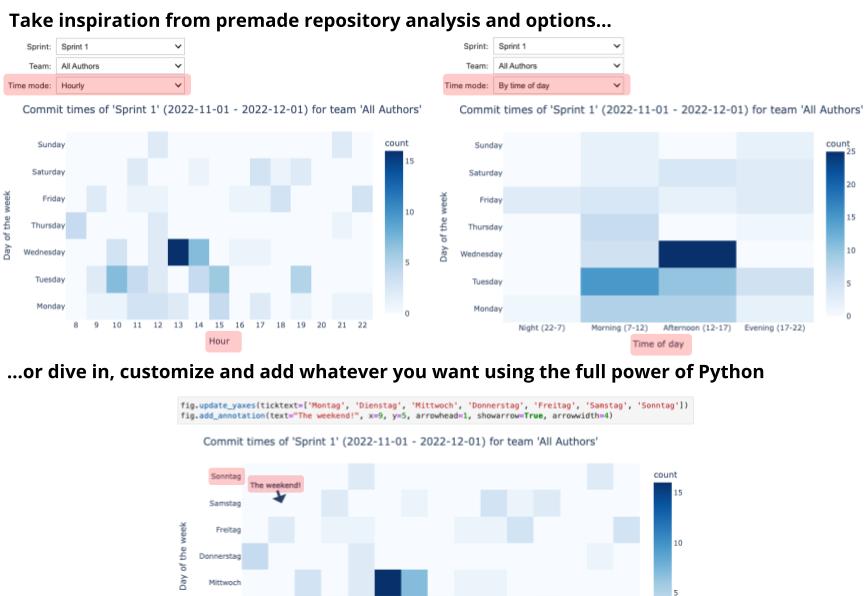 Take inspiration from premade repository analysis and options...
Sprint: Sprint 1
Team: All Authors
Time mode: Hourly
Commit times of 'Sprint 1' (2022-11-01 - 2022-12-01) for team 'All Authors'
count
Day of the week
Sunday
Saturday
Friday
Thursday
Wednesday
Tuesday
Monday
8 9 10 11 12 13 14 15 16 17 18 19 20 21 22
Hour
15
10
5
0
Sprint: Sprint 1
Team: All Authors
Time mode: By time of day
Commit times of 'Sprint 1' (2022-11-01 - 2022-12-01) for team 'All Authors'
count
Day of the week
Sunday
Saturday
Friday
Thursday
Wednesday
Tuesday
Monday
Night (22-7) Morning (7-12) Afternoon (12-17) Evening (17-22)
Time of day
25
20
15
10
5
0
...or dive in, customize and add whatever you want using the full power of Python
fig.update_yaxes(ticktext=['Montag', 'Dienstag', 'Mittwoch', 'Donnerstag', 'Freitag', 'Samstag', 'Sonntag'])
fig.add_annotation(text="The weekend!", x=9, y=5, arrowhead=1, showarrow=True, arrowwidth=4)
Commit times of 'Sprint 1' (2022-11-01 - 2022-12-01) for team 'All Authors'
count
Day of the week
Sonntag
The weekend!
Samstag
Freitag
Donnerstag
Mittwoch
15
10
5